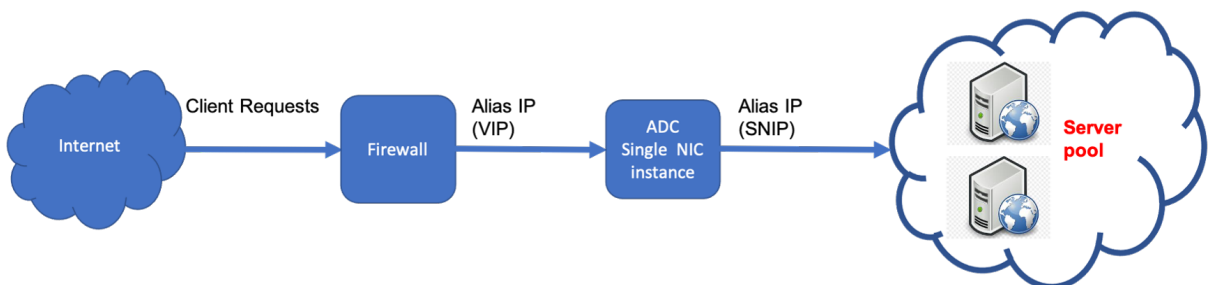 Internet
Client Requests
Firewall
Alias IP
(VIP)
ADC
Single NIC
instance
Alias IP
(SNIP)
Server
pool